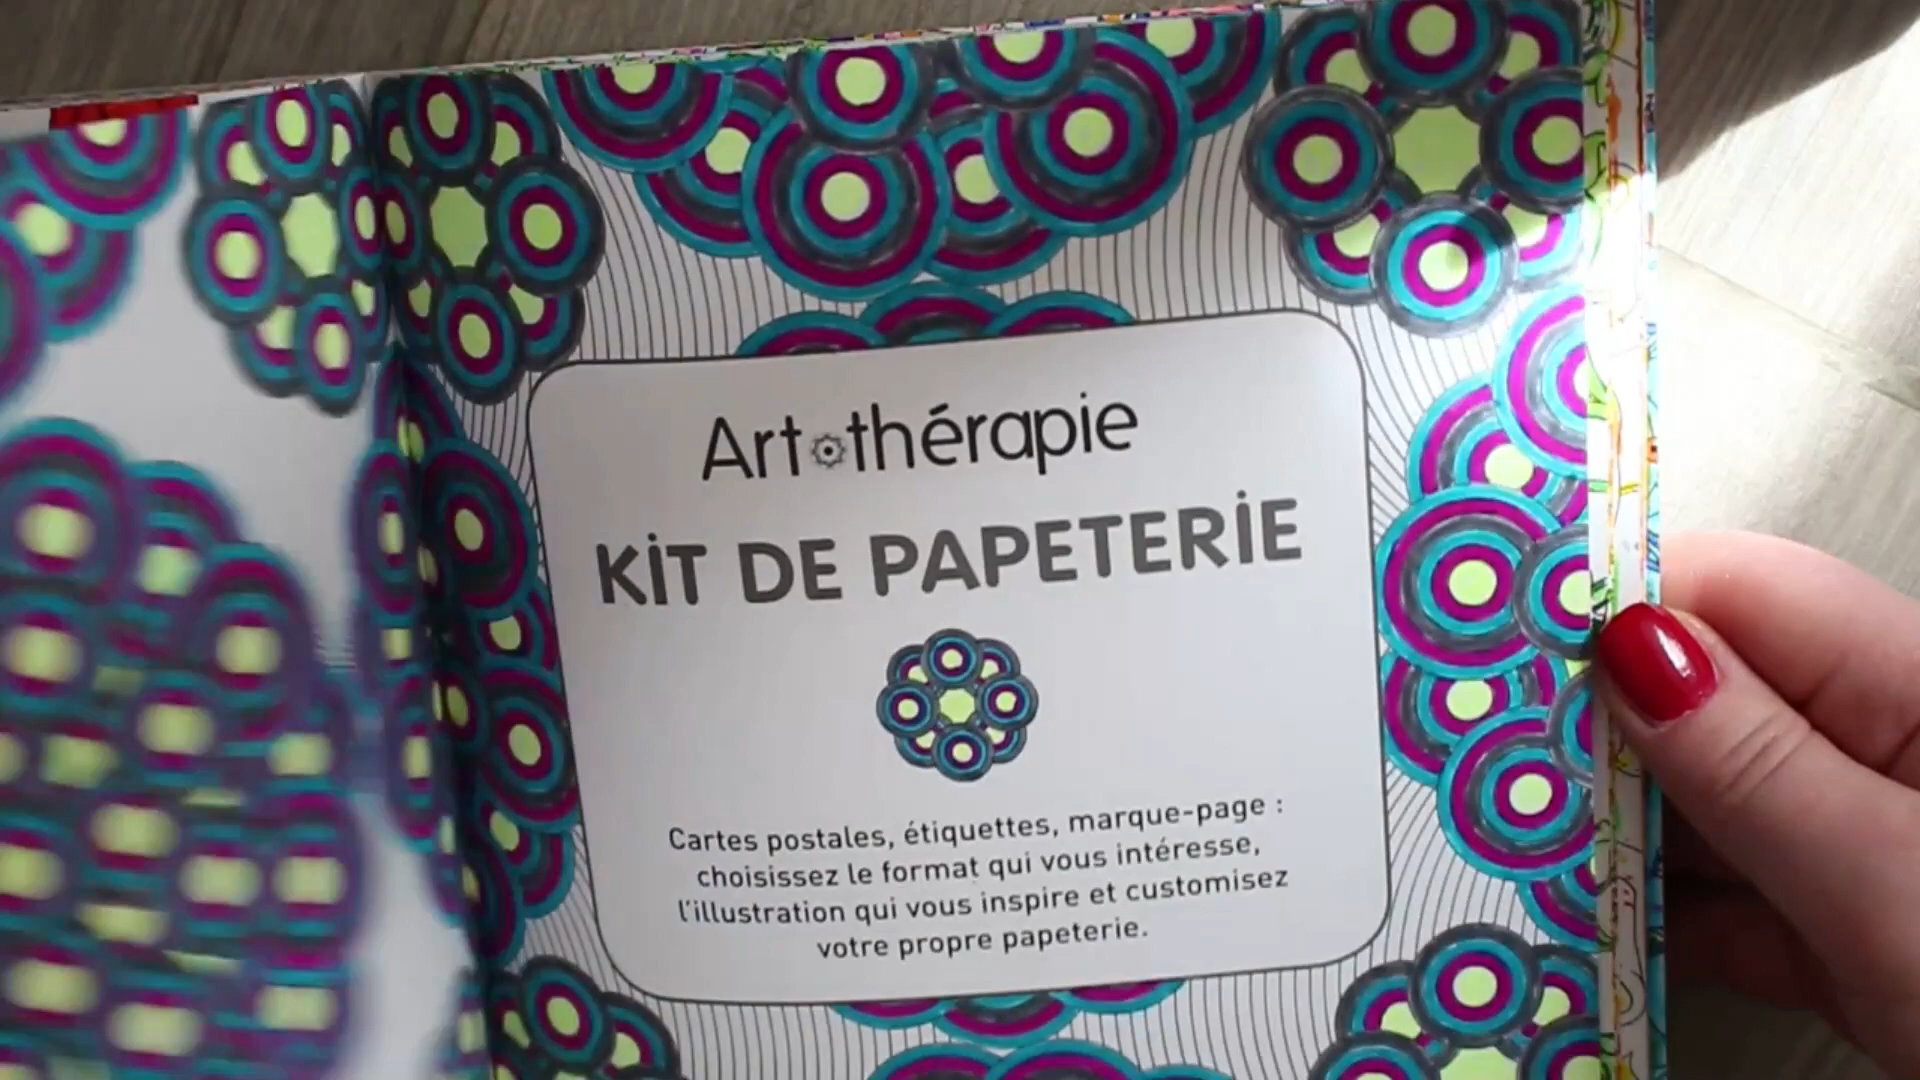 Art thérapie
KIT DE PAPETERIE
Cartes postales, étiquettes, marque-page :
choisissez le format qui vous intéresse,
l'illustration qui vous inspire et customisez
votre propre papeterie.